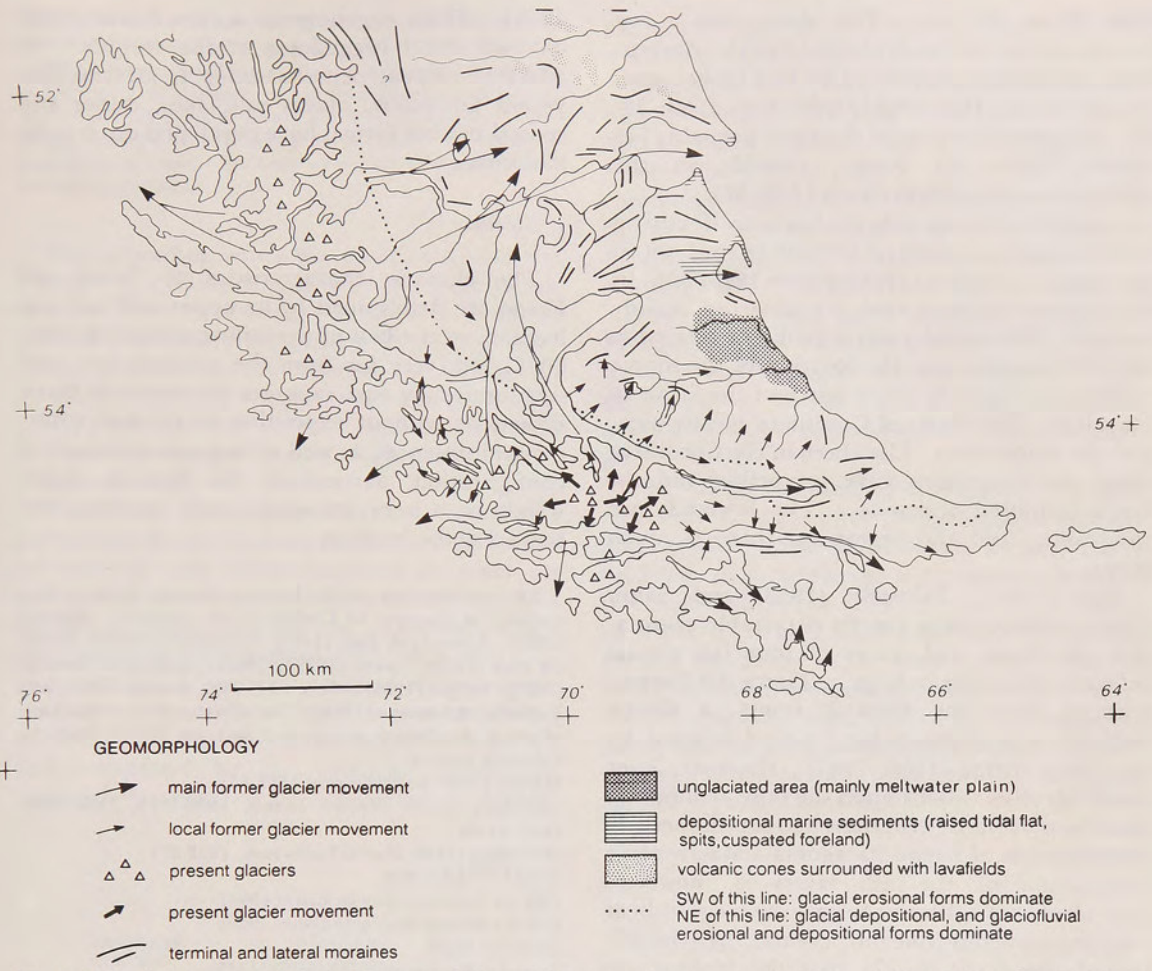 52°
54°
54°
?
?
100 km
76°
74°
72°
70°
68°
66°
64°
GEOMORPHOLOGY
main former glacier movement
local former glacier movement
present glaciers
present glacier movement
terminal and lateral moraines
unglaciated area (mainly meltwater plain)
depositional marine sediments (raised tidal flat,
spits,cuspated foreland)
volcanic cones surrounded with lavafields
SW of this line: glacial erosional forms dominate
NE of this line: glacial depositional, and glaciofluvial
erosional and depositional forms dominate